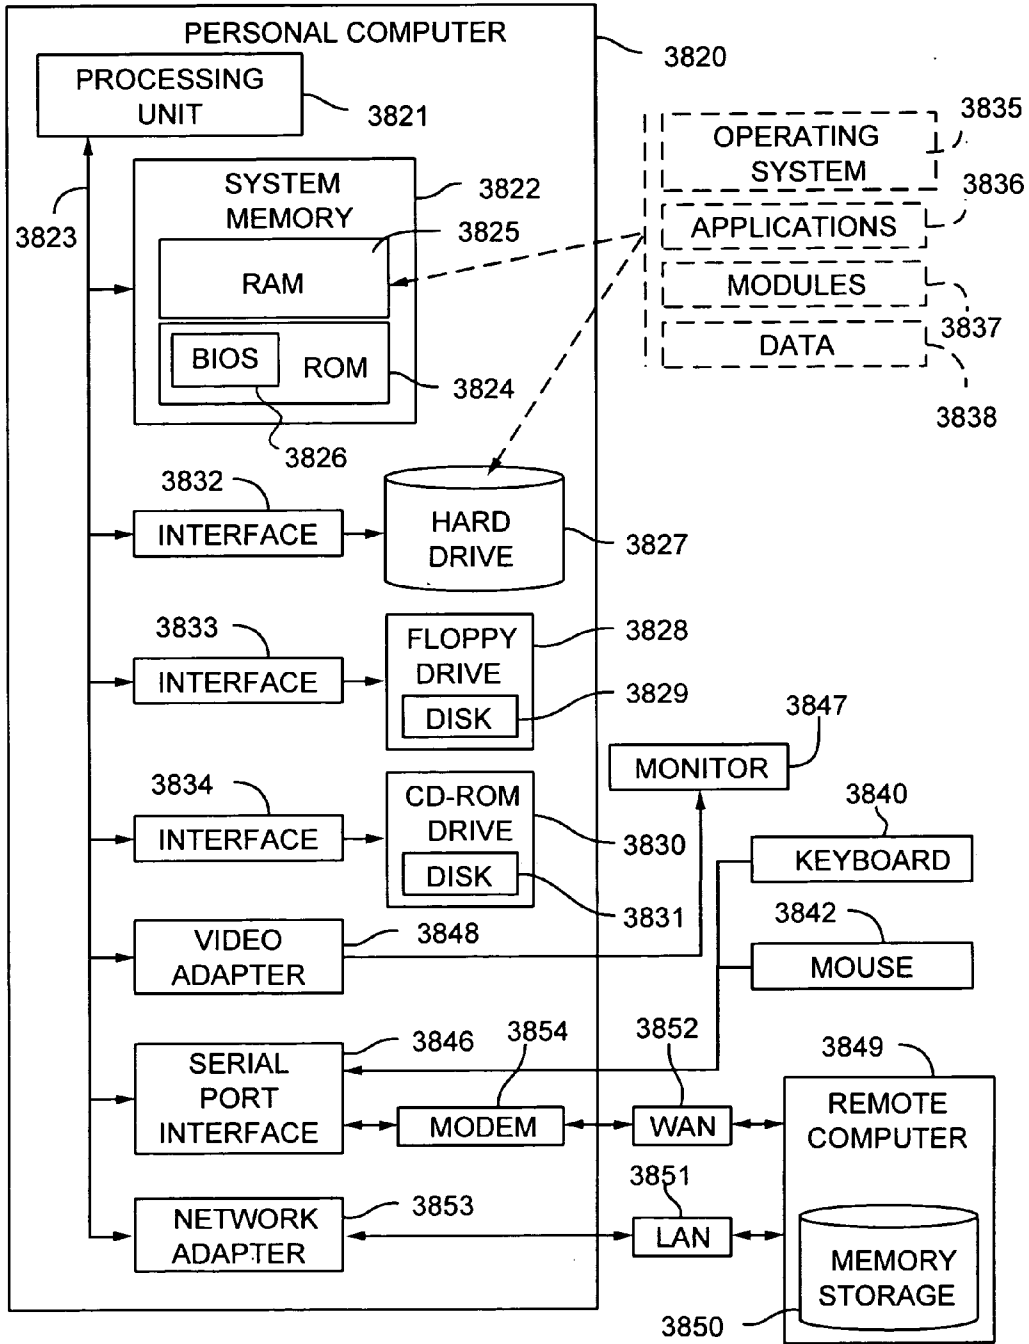 PERSONAL COMPUTER
3820
PROCESSING
UNIT
3821
3823
SYSTEM
MEMORY
3822
3825
RAM
BIOS
ROM
3824
3826
OPERATING
SYSTEM
3835
APPLICATIONS
3836
MODULES
3837
DATA
3838
3832
INTERFACE
HARD
DRIVE
3827
3833
INTERFACE
FLOPPY
DRIVE
3828
DISK
3829
3834
INTERFACE
CD-ROM
DRIVE
3830
DISK
3831
MONITOR
3847
3840
KEYBOARD
3842
MOUSE
VIDEO
ADAPTER
3848
SERIAL
PORT
INTERFACE
3846
3854
MODEM
3852
WAN
3849
REMOTE
COMPUTER
3851
LAN
NETWORK
ADAPTER
3853
MEMORY
STORAGE
3850